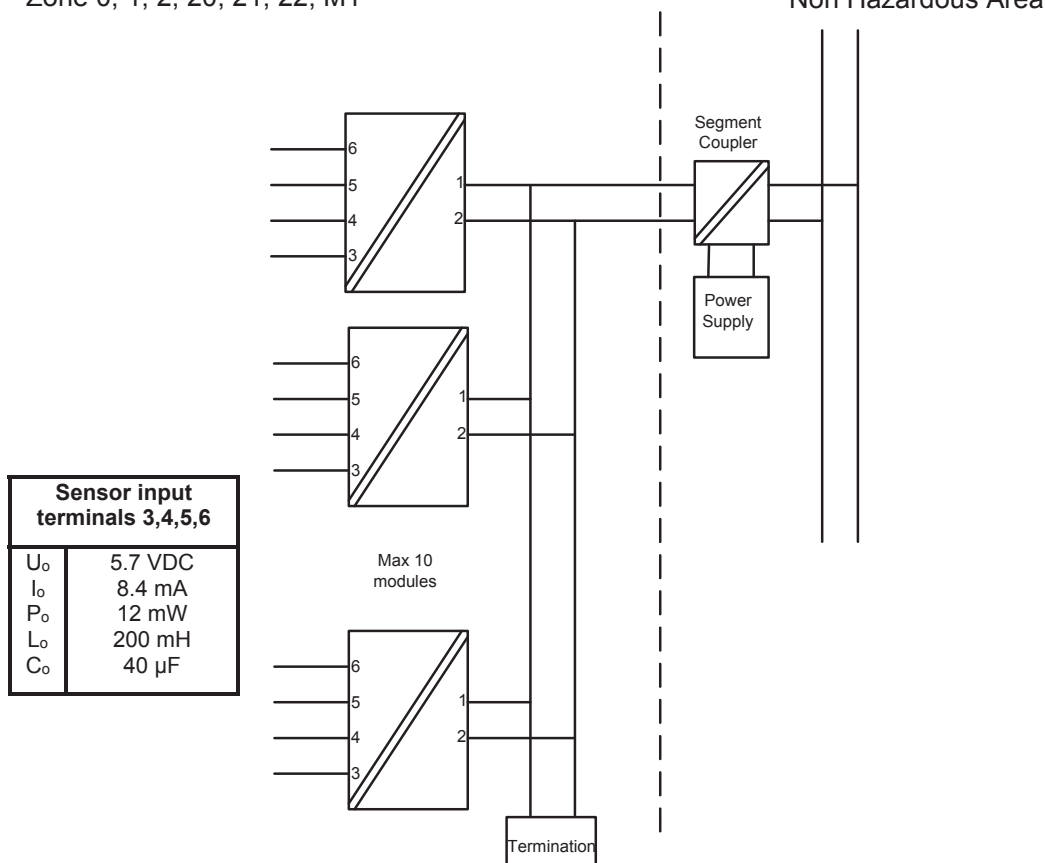 Zone 0, 1, 2, 20, 21, 22, M1
Non Hazardous Area
Segment
Coupler
6
5
4
3
1
2
Power
Supply
6
5
4
3
1
2
Sensor input
terminals 3,4,5,6
Uo 5.7 VDC
Io 8.4 mA
Po 12 mW
Lo 200 mH
Co 40 µF
Max 10
modules
6
5
4
3
1
2
Termination